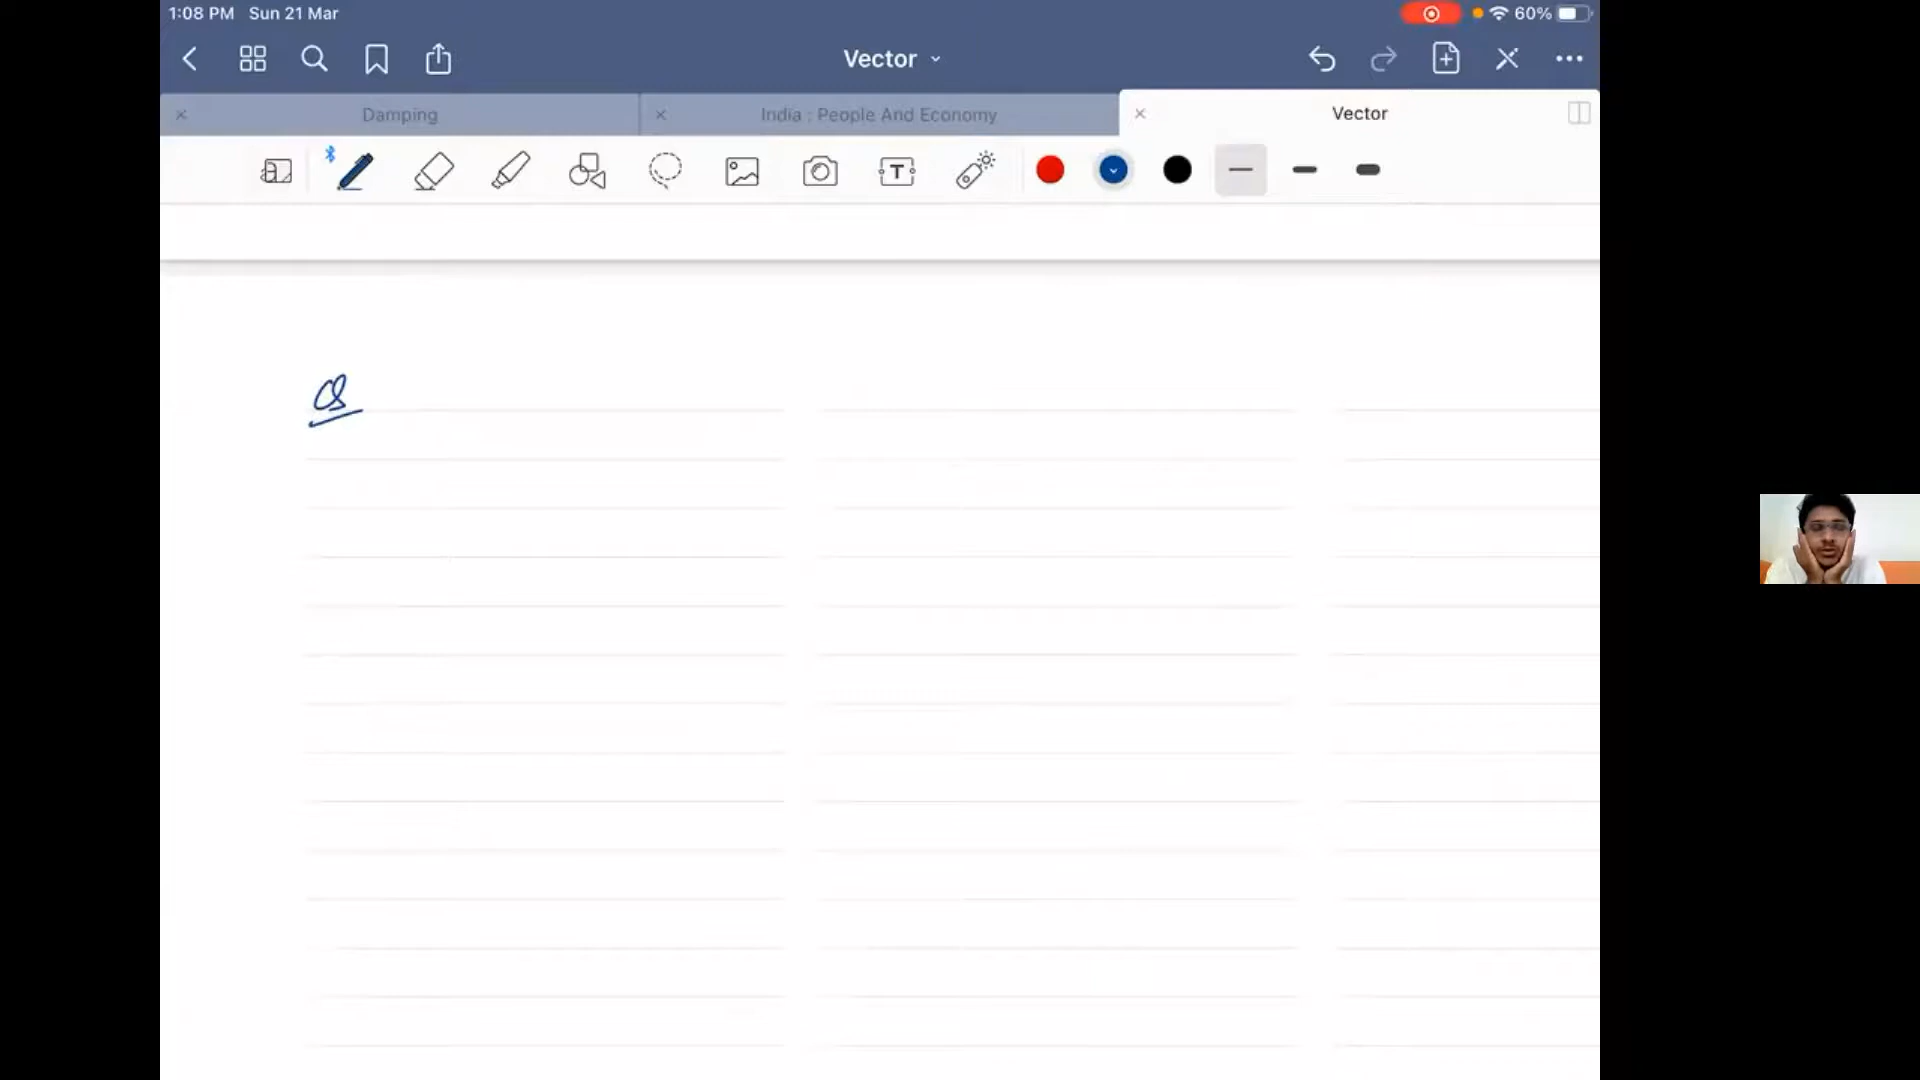 1:08 PM Sun 21 Mar 60%
Vector
Damping India : People And Economy Vector
T
Q